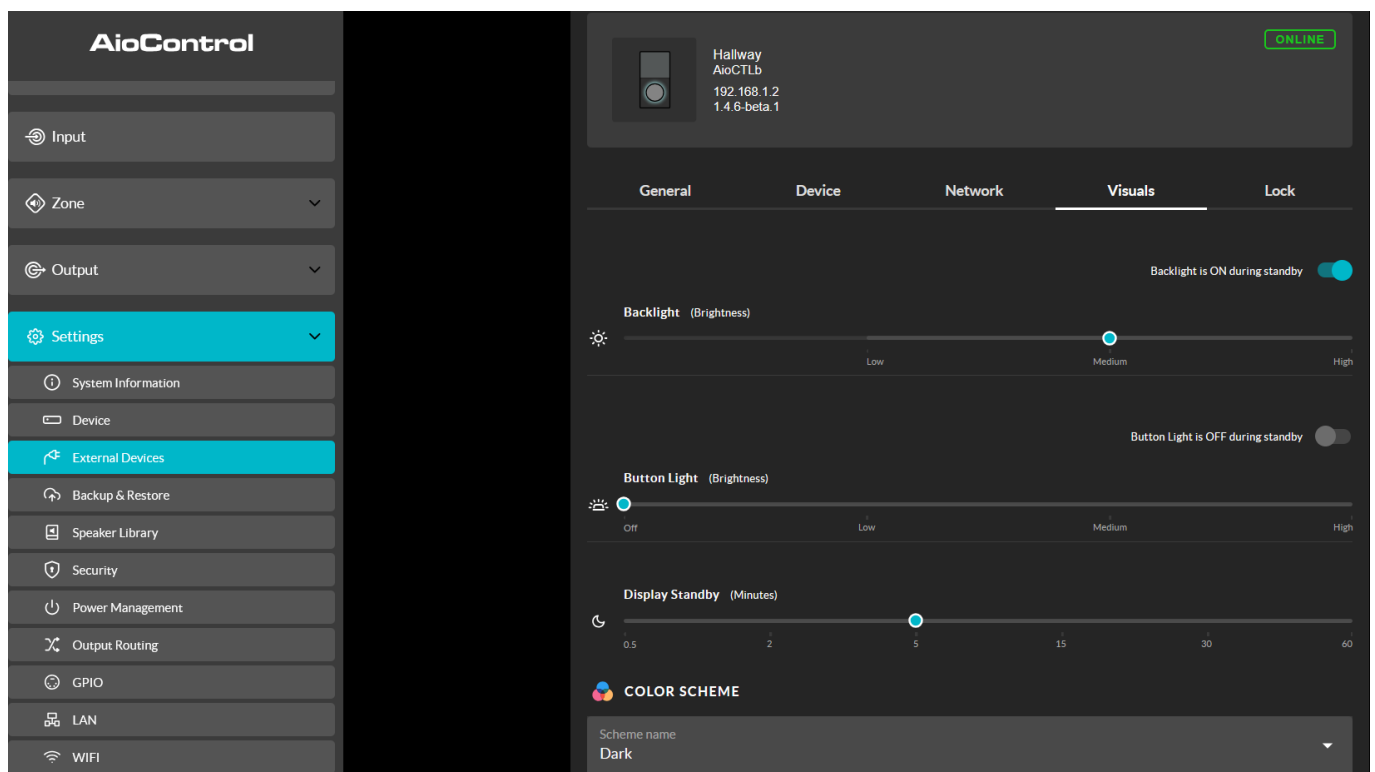 AioControl
Input
Zone
Output
Settings
System Information
Device
External Devices
Backup & Restore
Speaker Library
Security
Power Management
Output Routing
GPIO
LAN
WIFI
Hallway
AioCTLb
192.168.1.2
1.4.6-beta.1
ONLINE
General Device Network Visuals Lock
Backlight is ON during standby
Backlight (Brightness)
Low Medium High
Button Light is OFF during standby
Button Light (Brightness)
Off Low Medium High
Display Standby (Minutes)
0.5 2 5 15 30 60
COLOR SCHEME
Scheme name
Dark